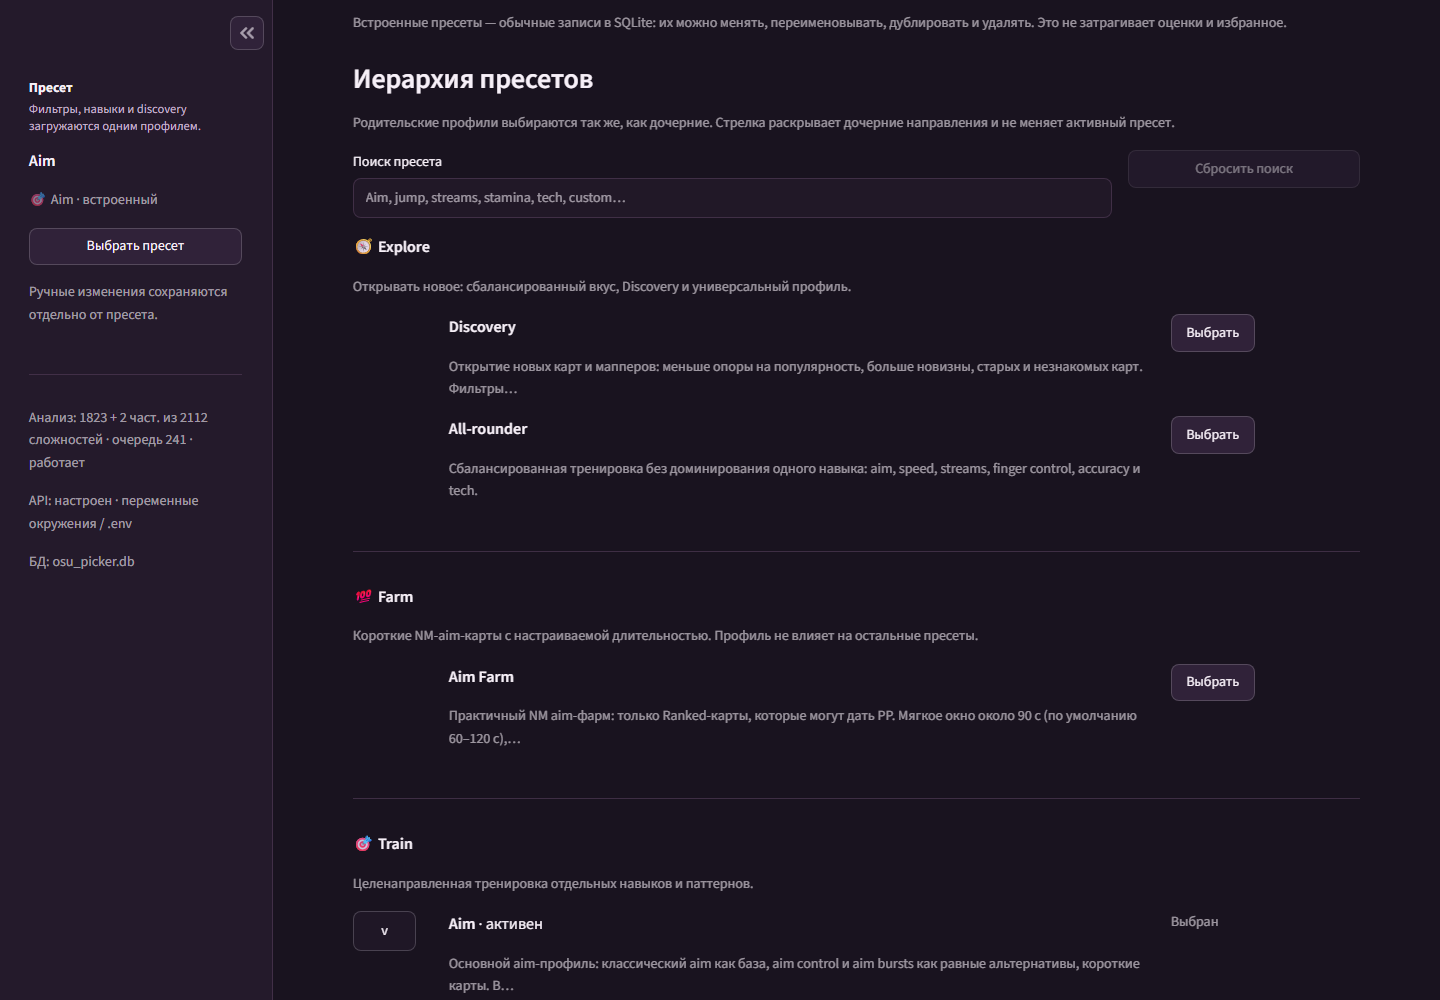 Пресет
Фильтры, навыки и discovery
загружаются одним профилем.
Aim
🎯 Aim · встроенный
Выбрать пресет
Ручные изменения сохраняются
отдельно от пресета.
Анализ: 1823 + 2 част. из 2112
сложностей · очередь 241 ·
работает
API: настроен · переменные
окружения / .env
БД: osu_picker.db
Встроенные пресеты — обычные записи в SQLite: их можно менять, переименовывать, дублировать и удалять. Это не затрагивает оценки и избранное.
Иерархия пресетов
Родительские профили выбираются так же, как дочерние. Стрелка раскрывает дочерние направления и не меняет активный пресет.
Поиск пресета
Сбросить поиск
Aim, jump, streams, stamina, tech, custom…
🧭 Explore
Открывать новое: сбалансированный вкус, Discovery и универсальный профиль.
Discovery
Выбрать
Открытие новых карт и мапперов: меньше опоры на популярность, больше новизны, старых и незнакомых карт.
Фильтры…
All-rounder
Выбрать
Сбалансированная тренировка без доминирования одного навыка: aim, speed, streams, finger control, accuracy и
tech.
💯 Farm
Короткие NM-aim-карты с настраиваемой длительностью. Профиль не влияет на остальные пресеты.
Aim Farm
Выбрать
Практичный NM aim-фарм: только Ranked-карты, которые могут дать PP. Мягкое окно около 90 с (по умолчанию
60–120 с),…
🎯 Train
Целенаправленная тренировка отдельных навыков и паттернов.
v
Aim · активен
Выбран
Основной aim-профиль: классический aim как база, aim control и aim bursts как равные альтернативы, короткие
карты. В…